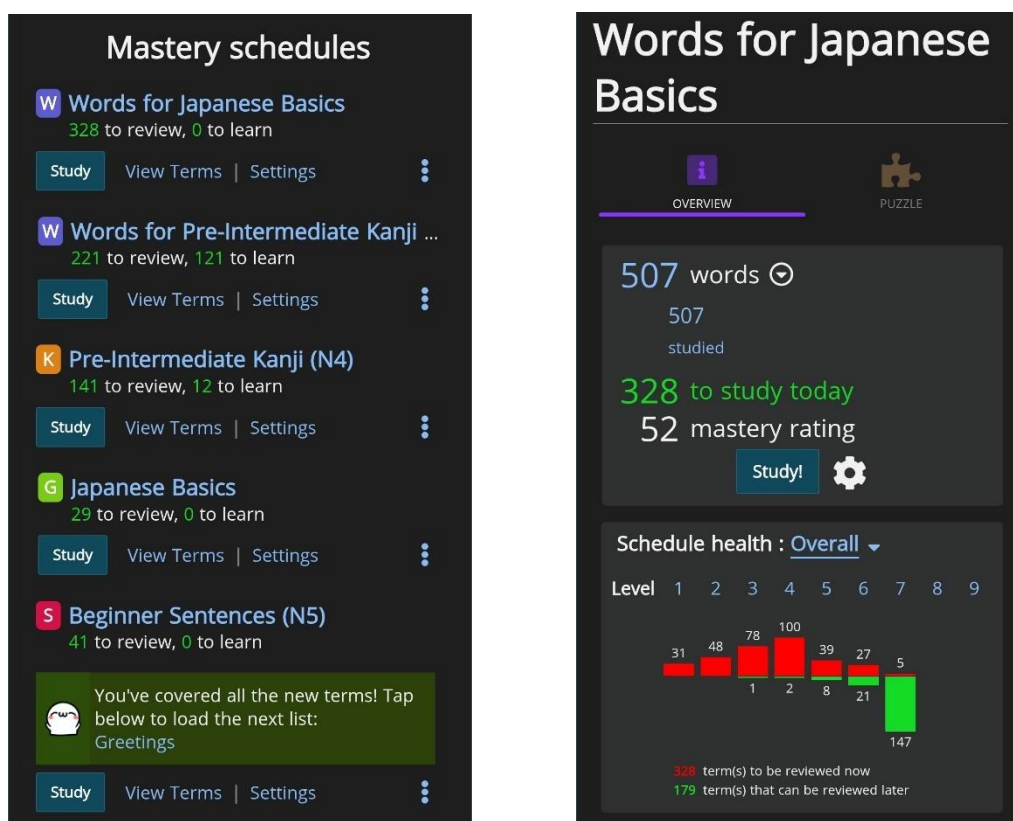 Mastery schedules
W Words for Japanese Basics
328 to review, 0 to learn
Study View Terms | Settings
W Words for Pre-Intermediate Kanji ...
221 to review, 121 to learn
Study View Terms | Settings
K Pre-Intermediate Kanji (N4)
141 to review, 12 to learn
Study View Terms | Settings
G Japanese Basics
29 to review, 0 to learn
Study View Terms | Settings
S Beginner Sentences (N5)
41 to review, 0 to learn
You've covered all the new terms! Tap
below to load the next list:
Greetings
Study View Terms | Settings
Words for Japanese
Basics
i
OVERVIEW PUZZLE
507 words
507
studied
328 to study today
52 mastery rating
Study!
Schedule health : Overall
Level 1 2 3 4 5 6 7 8 9
31 48 78 100 39 27 5
1 2 8 21 147
328 term(s) to be reviewed now
179 term(s) that can be reviewed later